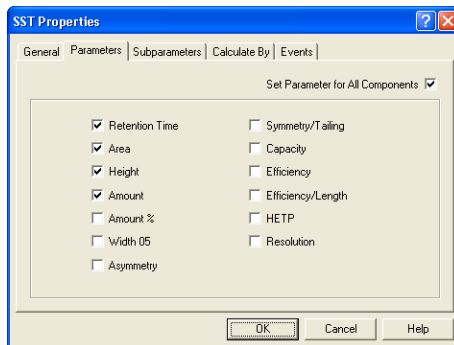 SST Properties
General Parameters Subparameters Calculate By Events
Set Parameter for All Components
Retention Time Symmetry/Tailing
Area Capacity
Height Efficiency
Amount Efficiency/Length
Amount % HETP
Width 05 Resolution
Asymmetry
OK Cancel Help